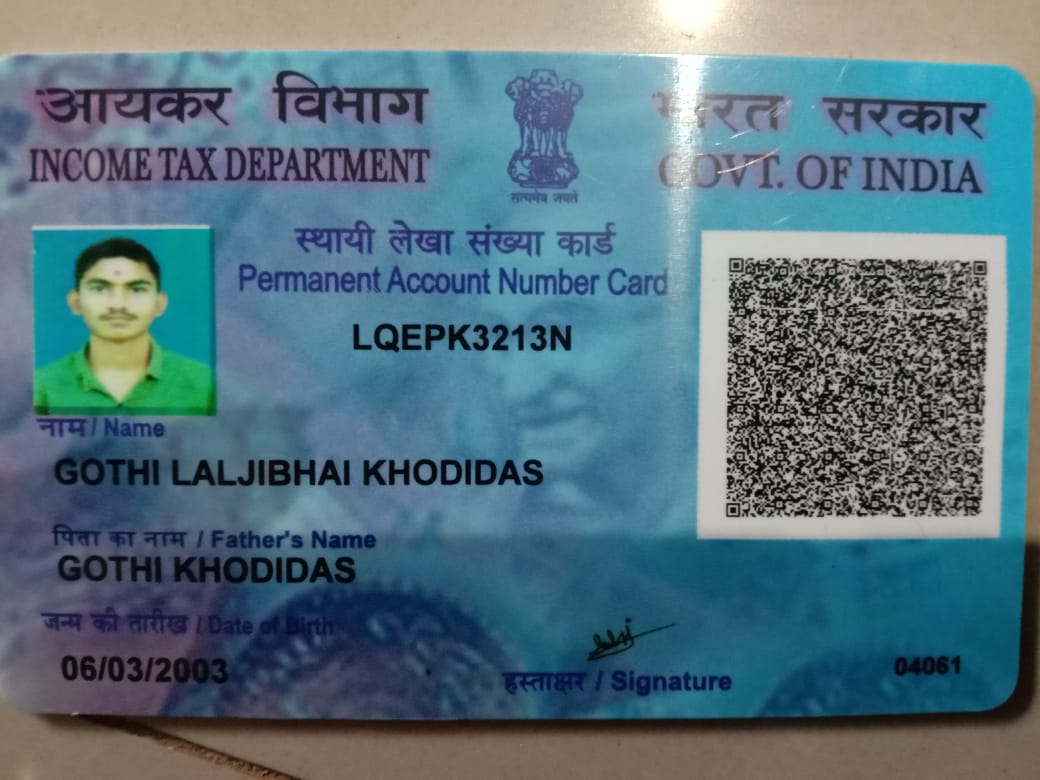 आयकर विभाग
INCOME TAX DEPARTMENT
सत्यमेव जयते
भारत सरकार
GOVT. OF INDIA
स्थायी लेखा संख्या कार्ड
Permanent Account Number Card
LQEPK3213N
नाम / Name
GOTHI LALJIBHAI KHODIDAS
पिता का नाम / Father's Name
GOTHI KHODIDAS
जन्म की तारीख / Date of Birth
06/03/2003
हस्ताक्षर / Signature
04061